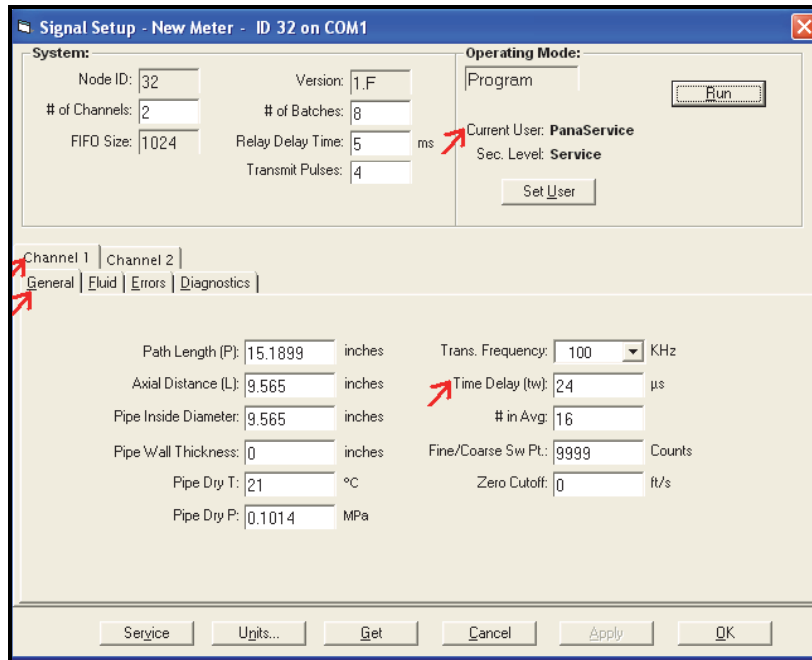 Signal Setup - New Meter - ID 32 on COM1
System:
Node ID: 32
Version: 1.F
# of Channels: 2
# of Batches: 8
FIFO Size: 1024
Relay Delay Time: 5 ms
Transmit Pulses: 4
Operating Mode:
Program
Run
Current User: PanaService
Sec. Level: Service
Set User
Channel 1 Channel 2
General Fluid Errors Diagnostics
Path Length (P): 15.1899 inches
Trans. Frequency: 100 KHz
Axial Distance (L): 9.565 inches
Time Delay (tw): 24 µs
Pipe Inside Diameter: 9.565 inches
# in Avg: 16
Pipe Wall Thickness: 0 inches
Fine/Coarse Sw Pt.: 9999 Counts
Pipe Dry T: 21 °C
Zero Cutoff: 0 ft/s
Pipe Dry P: 0.1014 MPa
Service Units... Get Cancel Apply OK